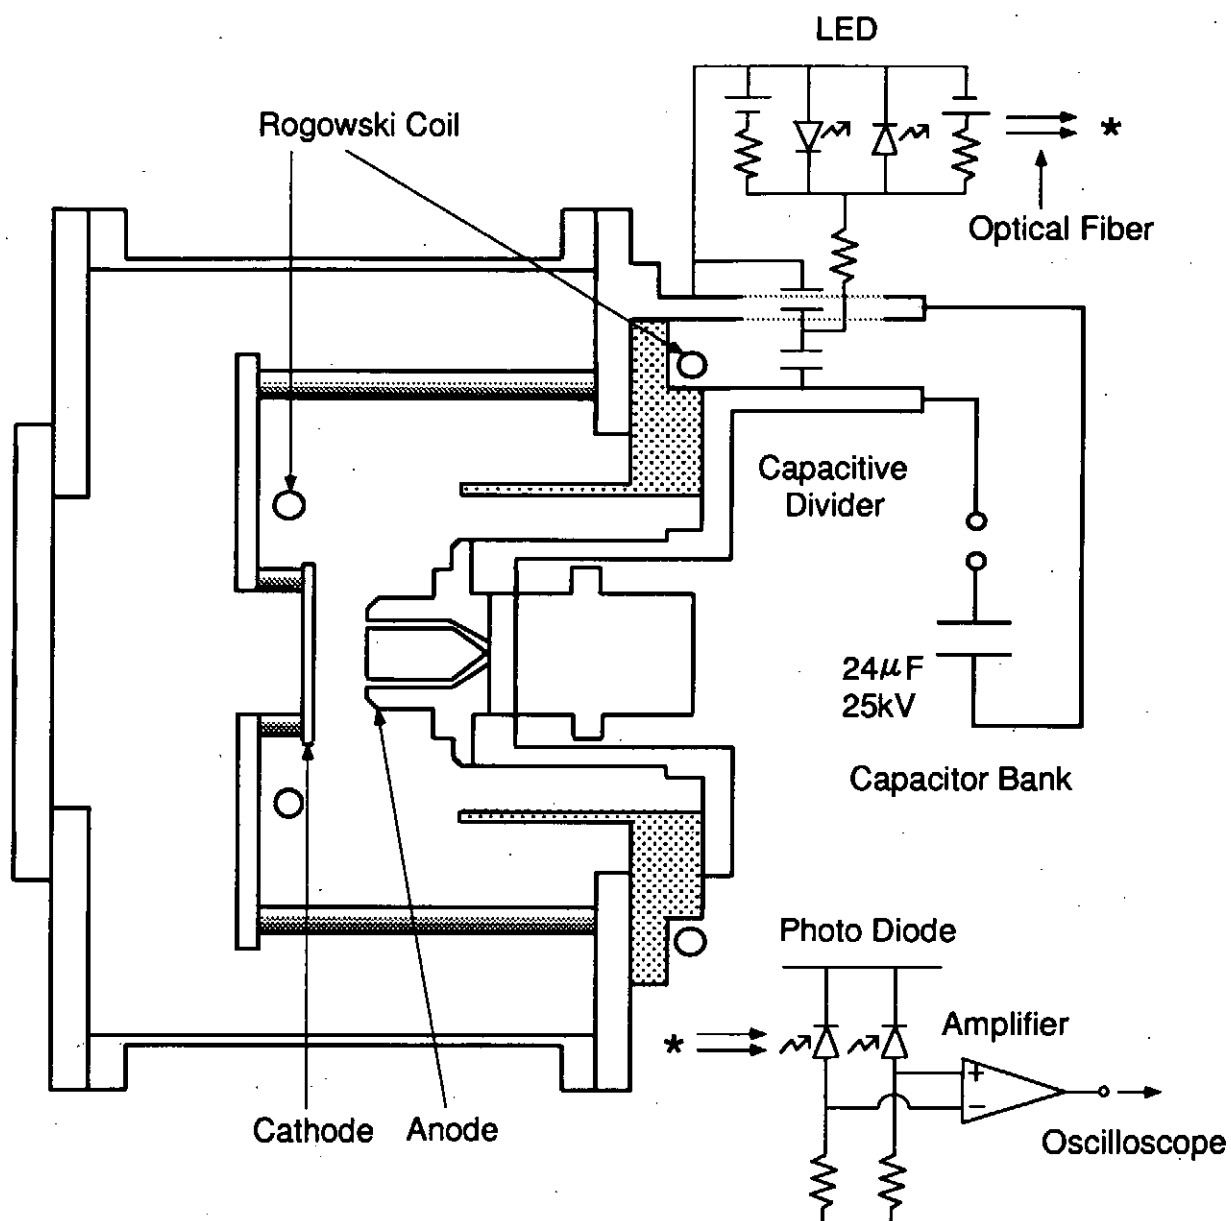 LED
Rogowski Coil
*
Optical Fiber
Capacitive
Divider
24μF
25kV
Capacitor Bank
Photo Diode
Amplifier
*
+
−
Cathode
Anode
Oscilloscope